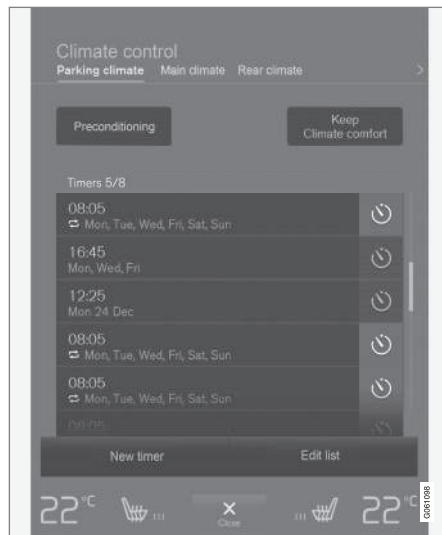 Climate control
Parking climate Main climate Rear climate
Preconditioning
Keep
Climate comfort
Timers 5/8
08:05
Mon, Tue, Wed, Fri, Sat, Sun
16:45
Mon, Wed, Fri
12:25
Mon 24 Dec
08:05
Mon, Tue, Wed, Fri, Sat, Sun
08:05
Mon, Tue, Wed, Fri, Sat, Sun
08:05
New timer Edit list
22°C 22°C
Close
G061098